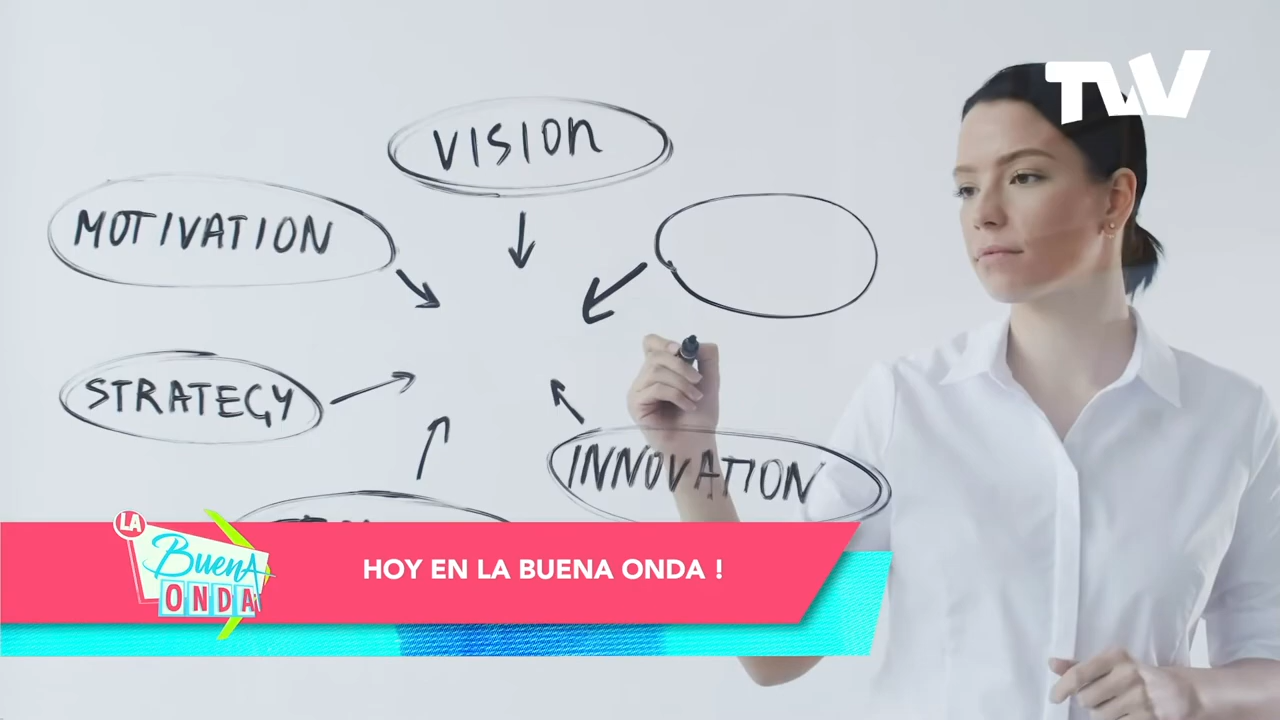 TVV
VISION
MOTIVATION
STRATEGY
INNOVATION
LA
Buena
ONDA
HOY EN LA BUENA ONDA !